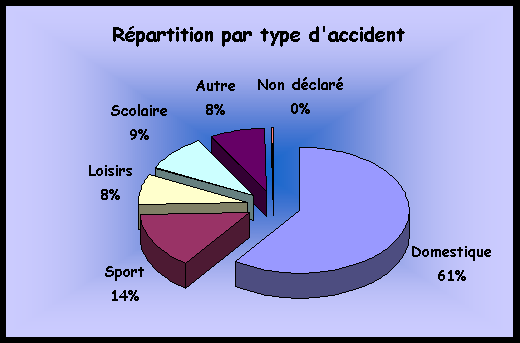 Répartition par type d'accident
Autre
8%
Non déclaré
0%
Scolaire
9%
Loisirs
8%
Domestique
61%
Sport
14%